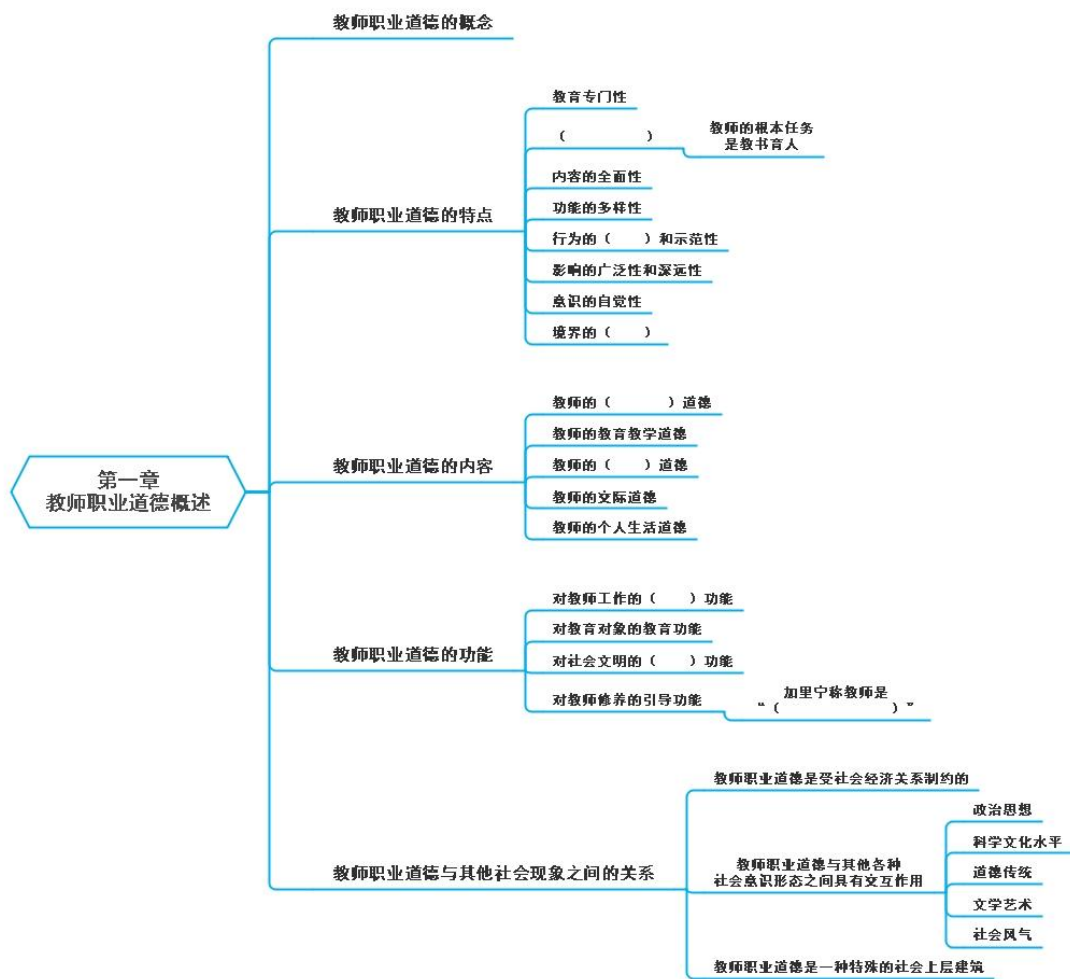 教师职业道德的概念
教育专门性
（　　　　　）
教师的根本任务
是教书育人
内容的全面性
功能的多样性
教师职业道德的特点
行为的（　　）和示范性
影响的广泛性和深远性
意识的自觉性
境界的（　　）
教师的（　　　　）道德
教师的教育教学道德
教师职业道德的内容
教师的（　　）道德
教师的交际道德
教师的个人生活道德
第一章
教师职业道德概述
对教师工作的（　　）功能
对教育对象的教育功能
教师职业道德的功能
对社会文明的（　　）功能
对教师修养的引导功能
加里宁称教师是
“（　　　　　　　）”
教师职业道德是受社会经济关系制约的
政治思想
科学文化水平
教师职业道德与其他社会现象之间的关系
教师职业道德与其他各种
社会意识形态之间具有交互作用
道德传统
文学艺术
社会风气
教师职业道德是一种特殊的社会上层建筑